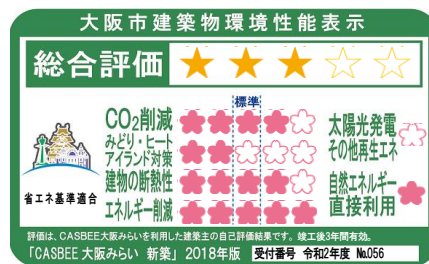 大阪市建築物環境性能表示
総合評価
標準
CO2削減
みどり・ヒート
アイランド対策
建物の断熱性
エネルギー削減
太陽光発電
その他再生エネ
自然エネルギー
直接利用
省エネ基準適合
評価は、CASBEE大阪みらいを利用した建築主の自己評価結果です。竣工後3年間有効。
「CASBEE 大阪みらい 新築」2018年版 受付番号 令和2年度 №056